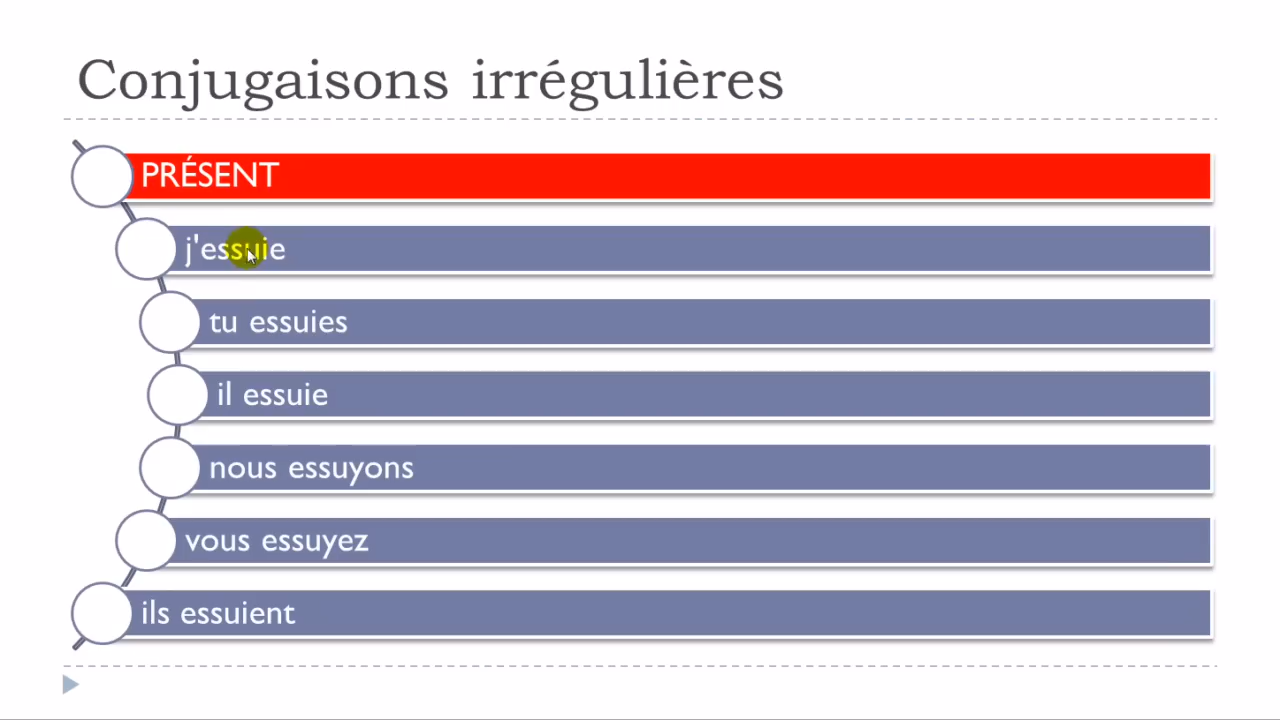 Conjugaisons irrégulières
PRÉSENT
j'essuie
tu essuies
il essuie
nous essuyons
vous essuyez
ils essuient